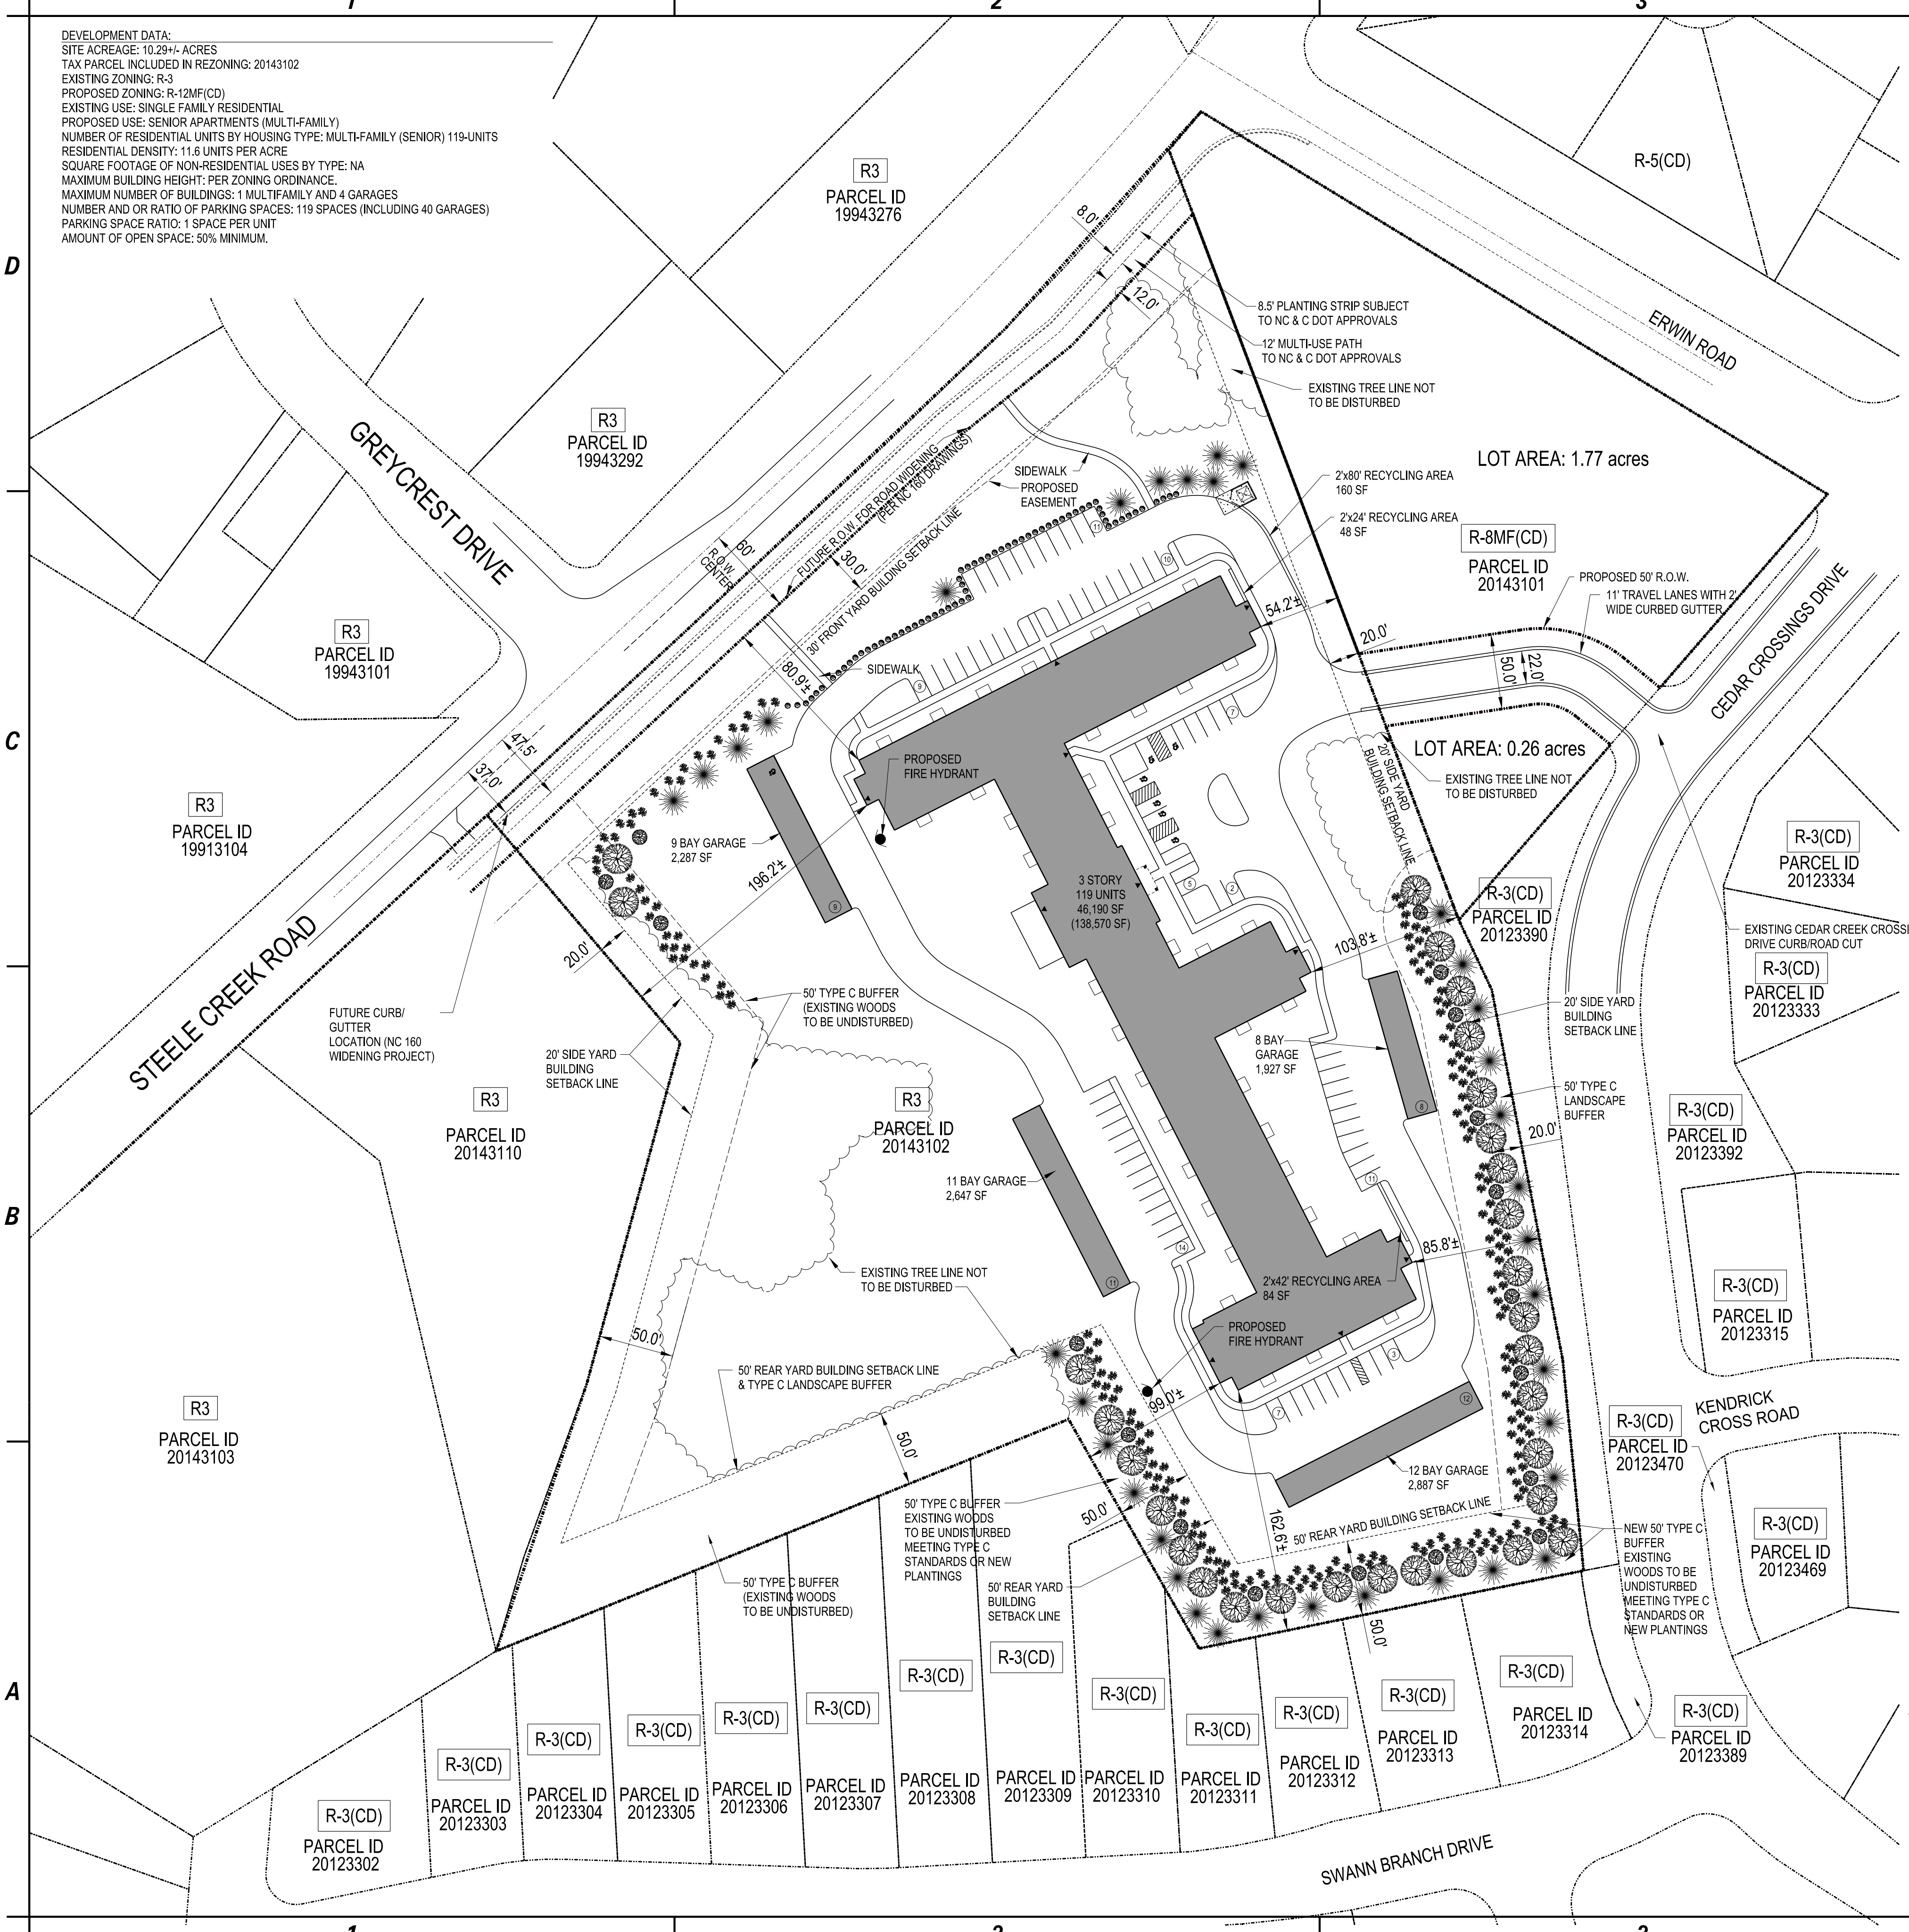 1
2
3
DEVELOPMENT DATA:
SITE ACREAGE: 10.29+/- ACRES
TAX PARCEL INCLUDED IN REZONING: 20143102
EXISTING ZONING: R-3
PROPOSED ZONING: R-12MF(CD)
EXISTING USE: SINGLE FAMILY RESIDENTIAL
PROPOSED USE: SENIOR APARTMENTS (MULTI-FAMILY)
NUMBER OF RESIDENTIAL UNITS BY HOUSING TYPE: MULTI-FAMILY (SENIOR) 119-UNITS
RESIDENTIAL DENSITY: 11.6 UNITS PER ACRE
SQUARE FOOTAGE OF NON-RESIDENTIAL USES BY TYPE: NA
MAXIMUM BUILDING HEIGHT: PER ZONING ORDINANCE.
MAXIMUM NUMBER OF BUILDINGS: 1 MULTIFAMILY AND 4 GARAGES
NUMBER AND OR RATIO OF PARKING SPACES: 119 SPACES (INCLUDING 40 GARAGES)
PARKING SPACE RATIO: 1 SPACE PER UNIT
AMOUNT OF OPEN SPACE: 50% MINIMUM.
D
C
B
A
R3
PARCEL ID
19943276
R-5(CD)
8.0'
12.0'
8.5' PLANTING STRIP SUBJECT
TO NC & C DOT APPROVALS
12' MULTI-USE PATH
TO NC & C DOT APPROVALS
EXISTING TREE LINE NOT
TO BE DISTURBED
ERWIN ROAD
R3
PARCEL ID
19943292
GREYCREST DRIVE
LOT AREA: 1.77 acres
SIDEWALK
PROPOSED
EASEMENT
2'x80' RECYCLING AREA
160 SF
2'x24' RECYCLING AREA
48 SF
R-8MF(CD)
PARCEL ID
20143101
PROPOSED 50' R.O.W.
11' TRAVEL LANES WITH 2'
WIDE CURBED GUTTER
CEDAR CROSSINGS DRIVE
FUTURE R.O.W. FOR ROAD WIDENING
(PER NC 160 DRAWINGS)
60'
R.O.W.
CENTER
30.0'
30' FRONT YARD BUILDING SETBACK LINE
11
10
54.2'±
20.0'
50.0'
22.0'
R3
PARCEL ID
19943101
80.9'±
SIDEWALK
9
7
47.5'
37.0'
PROPOSED
FIRE HYDRANT
20' SIDE YARD
BUILDING SETBACK LINE
LOT AREA: 0.26 acres
EXISTING TREE LINE NOT
TO BE DISTURBED
R3
PARCEL ID
19913104
9 BAY GARAGE
2,287 SF
196.2'±
9
3 STORY
119 UNITS
46,190 SF
(138,570 SF)
5
2
R-3(CD)
PARCEL ID
20123334
R-3(CD)
PARCEL ID
20123390
EXISTING CEDAR CREEK CROSSI
DRIVE CURB/ROAD CUT
STEELE CREEK ROAD
20.0'
103.8'±
R-3(CD)
PARCEL ID
20123333
FUTURE CURB/
GUTTER
LOCATION (NC 160
WIDENING PROJECT)
50' TYPE C BUFFER
(EXISTING WOODS
TO BE UNDISTURBED)
20' SIDE YARD
BUILDING
SETBACK LINE
20' SIDE YARD
BUILDING
SETBACK LINE
8 BAY
GARAGE
1,927 SF
8
50' TYPE C
LANDSCAPE
BUFFER
R3
PARCEL ID
20143110
R3
PARCEL ID
20143102
R-3(CD)
PARCEL ID
20123392
20.0'
11 BAY GARAGE
2,647 SF
11
14
11
85.8'±
2'x42' RECYCLING AREA
84 SF
EXISTING TREE LINE NOT
TO BE DISTURBED
R-3(CD)
PARCEL ID
20123315
50.0'
PROPOSED
FIRE HYDRANT
3
50' REAR YARD BUILDING SETBACK LINE
& TYPE C LANDSCAPE BUFFER
99.0'±
7
12
R3
PARCEL ID
20143103
50.0'
KENDRICK
CROSS ROAD
R-3(CD)
PARCEL ID
20123470
12 BAY GARAGE
2,887 SF
50' TYPE C BUFFER
EXISTING WOODS
TO BE UNDISTURBED
MEETING TYPE C
STANDARDS OR NEW
PLANTINGS
50.0'
162.6'±
50' REAR YARD BUILDING SETBACK LINE
NEW 50' TYPE C
BUFFER
EXISTING
WOODS TO BE
UNDISTURBED
MEETING TYPE C
STANDARDS OR
NEW PLANTINGS
R-3(CD)
PARCEL ID
20123469
50' TYPE C BUFFER
(EXISTING WOODS
TO BE UNDISTURBED)
50' REAR YARD
BUILDING
SETBACK LINE
50.0'
R-3(CD)
PARCEL ID
20123302
R-3(CD)
PARCEL ID
20123303
R-3(CD)
PARCEL ID
20123304
R-3(CD)
PARCEL ID
20123305
R-3(CD)
PARCEL ID
20123306
R-3(CD)
PARCEL ID
20123307
R-3(CD)
PARCEL ID
20123308
R-3(CD)
PARCEL ID
20123309
R-3(CD)
PARCEL ID
20123310
R-3(CD)
PARCEL ID
20123311
R-3(CD)
PARCEL ID
20123312
R-3(CD)
PARCEL ID
20123313
R-3(CD)
PARCEL ID
20123314
R-3(CD)
PARCEL ID
20123389
SWANN BRANCH DRIVE